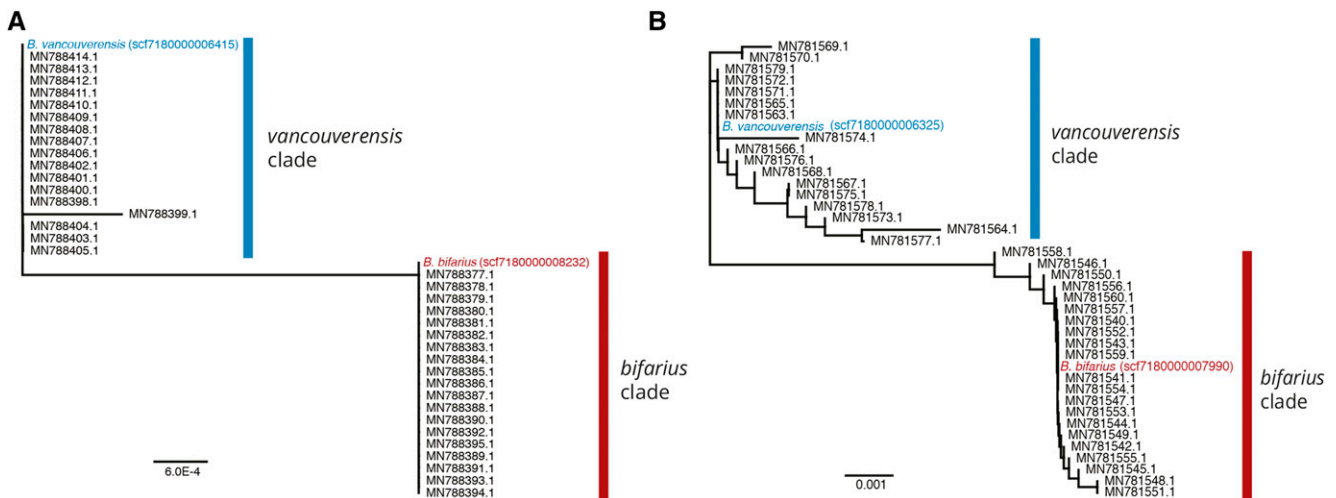 A
B. vancouverensis (scf7180000006415)
MN788414.1
MN788413.1
MN788412.1
MN788411.1
MN788410.1
MN788409.1
MN788408.1
MN788407.1
MN788406.1
MN788402.1
MN788401.1
MN788400.1
MN788398.1
MN788399.1
MN788404.1
MN788403.1
MN788405.1
vancouverensis
clade
B. bifarius (scf7180000008232)
MN788377.1
MN788378.1
MN788379.1
MN788380.1
MN788381.1
MN788382.1
MN788383.1
MN788384.1
MN788385.1
MN788386.1
MN788387.1
MN788388.1
MN788390.1
MN788392.1
MN788395.1
MN788389.1
MN788391.1
MN788393.1
MN788394.1
bifarius
clade
6.0E-4
B
MN781569.1
MN781570.1
MN781579.1
MN781572.1
MN781571.1
MN781565.1
MN781563.1
B. vancouverensis (scf7180000006325)
MN781574.1
MN781566.1
MN781576.1
MN781568.1
MN781567.1
MN781575.1
MN781578.1
MN781573.1
MN781564.1
MN781577.1
vancouverensis
clade
MN781558.1
MN781546.1
MN781550.1
MN781556.1
MN781560.1
MN781557.1
MN781540.1
MN781552.1
MN781543.1
MN781559.1
B. bifarius (scf7180000007990)
MN781541.1
MN781554.1
MN781547.1
MN781553.1
MN781544.1
MN781549.1
MN781542.1
MN781555.1
MN781545.1
MN781548.1
MN781551.1
bifarius
clade
0.001